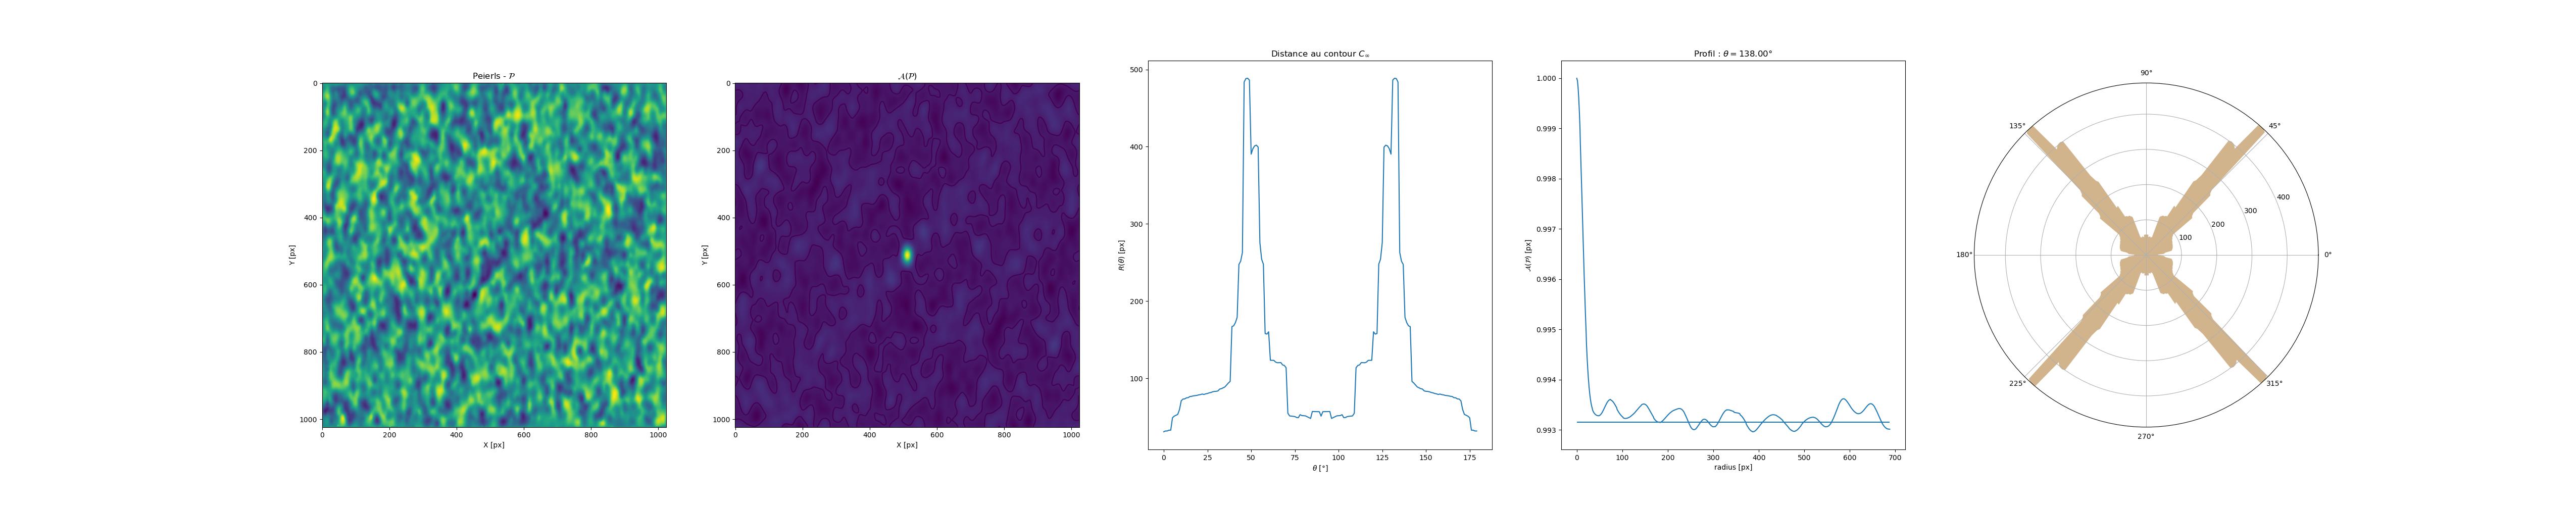 Peierls - 𝒫
0
200
400
600
800
1000
Y [px]
0 200 400 600 800 1000
X [px]
𝒜(𝒫)
0
200
400
600
800
1000
Y [px]
0 200 400 600 800 1000
X [px]
Distance au contour C∞
500
400
300
200
100
R(θ) [px]
0 25 50 75 100 125 150 175
θ [°]
Profil : θ = 138.00°
1.000
0.999
0.998
0.997
0.996
0.995
0.994
0.993
𝒜(𝒫) [px]
0 100 200 300 400 500 600 700
radius [px]
90°
135° 45°
400
300
200
100
180° 0°
225° 315°
270°